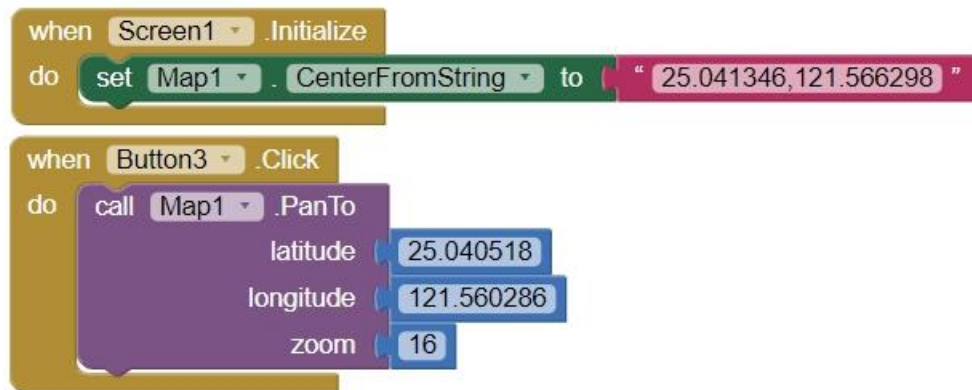 when Screen1 .Initialize
do set Map1 . CenterFromString to " 25.041346,121.566298 "
when Button3 .Click
do call Map1 .PanTo
latitude 25.040518
longitude 121.560286
zoom 16